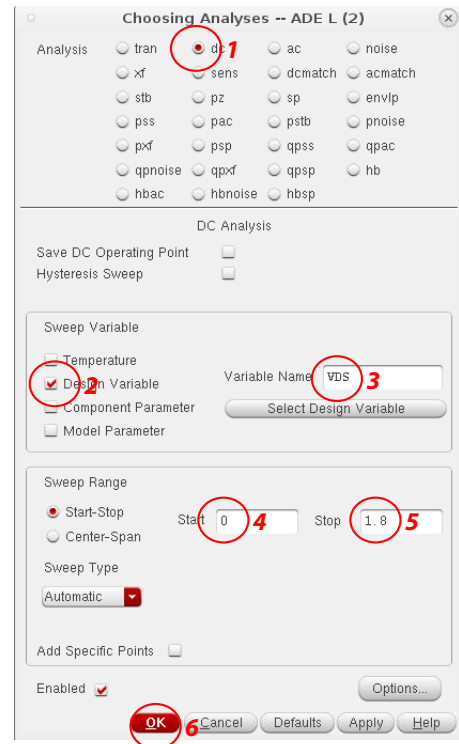 Choosing Analyses -- ADE L (2)
Analysis tran dc 1 ac noise
xf sens dcmatch acmatch
stb pz sp envlp
pss pac pstb pnoise
pxf psp qpss qpac
qpnoise qpxf qpsp hb
hbac hbnoise hbsp
DC Analysis
Save DC Operating Point
Hysteresis Sweep
Sweep Variable
Temperature
2 Design Variable Variable Name VDS 3
Component Parameter Select Design Variable
Model Parameter
Sweep Range
Start-Stop Start 0 4 Stop 1.8 5
Center-Span
Sweep Type
Automatic
Add Specific Points
Enabled Options...
OK 6 Cancel Defaults Apply Help